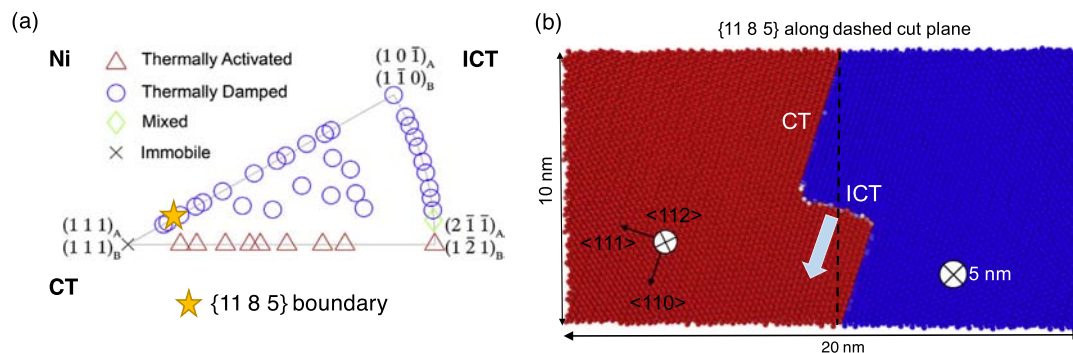 (a)
Ni
ICT
Thermally Activated
Thermally Damped
Mixed
Immobile
(1 0 1̄)A
(1 1̄ 0)B
(1 1 1)A
(1 1 1)B
(2 1̄ 1̄)A
(1 2̄ 1)B
CT
{11 8 5} boundary
(b)
{11 8 5} along dashed cut plane
CT
ICT
10 nm
<112>
<111>
<110>
5 nm
20 nm